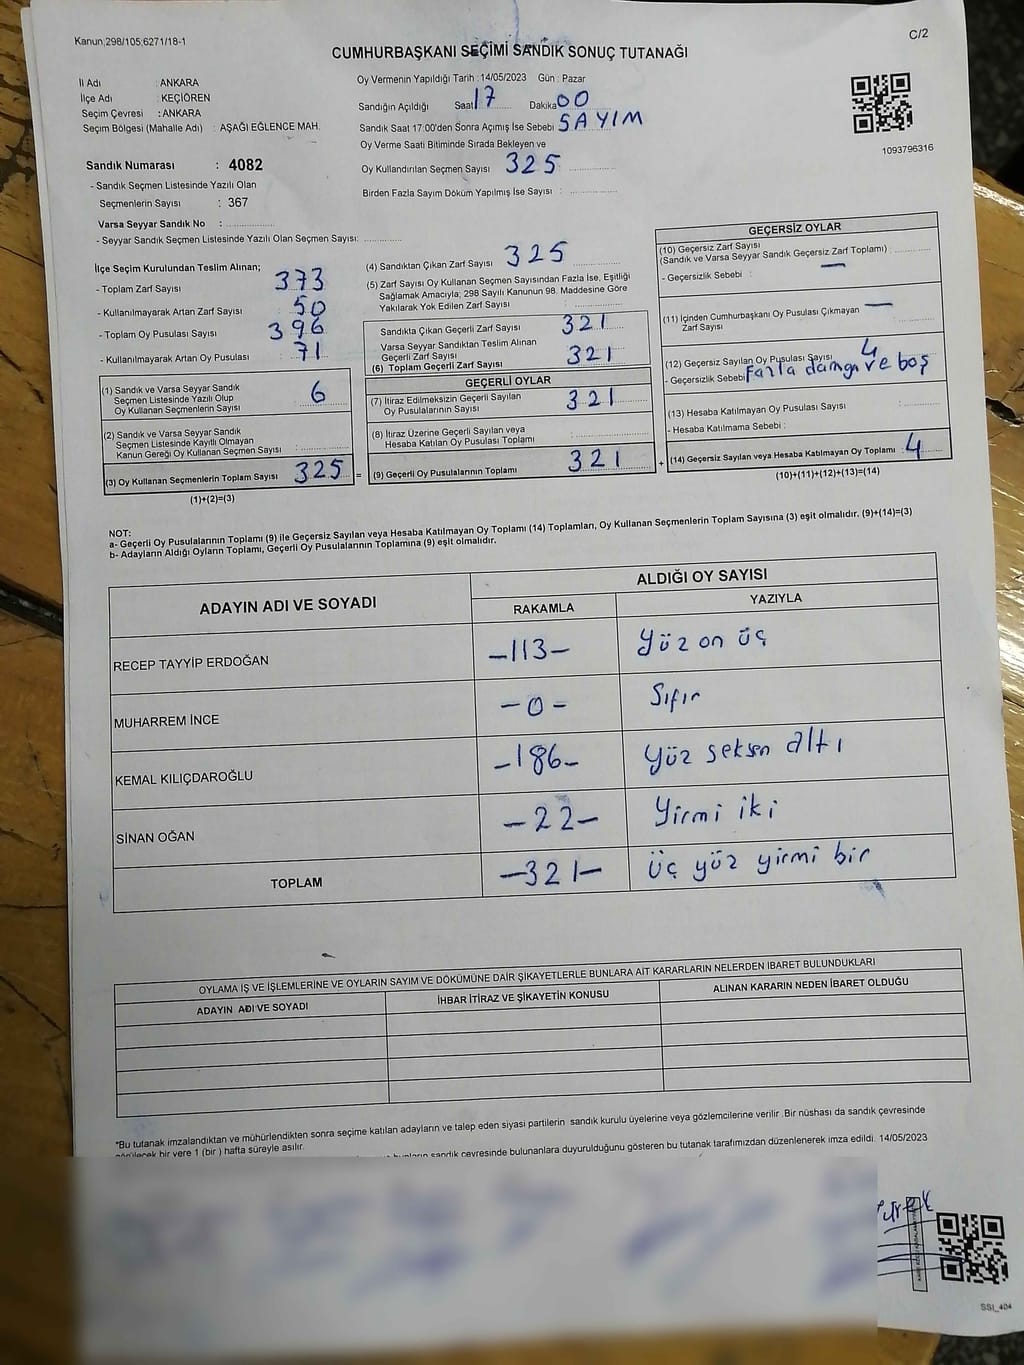 Kanun;298/105;6271/18-1
C/2
CUMHURBAŞKANI SEÇİMİ SANDIK SONUÇ TUTANAĞI
İl Adı : ANKARA
İlçe Adı : KEÇİÖREN
Seçim Çevresi : ANKARA
Seçim Bölgesi (Mahalle Adı) : AŞAĞI EĞLENCE MAH.
Sandık Numarası : 4082
- Sandık Seçmen Listesinde Yazılı Olan
Seçmenlerin Sayısı : 367
Varsa Seyyar Sandık No :
- Seyyar Sandık Seçmen Listesinde Yazılı Olan Seçmen Sayısı:
Oy Vermenin Yapıldığı Tarih : 14/05/2023 Gün : Pazar
Sandığın Açıldığı Saat 17 Dakika 00
Sandık Saat 17:00'den Sonra Açımış İse Sebebi SAYIM
Oy Verme Saati Bitiminde Sırada Bekleyen ve
Oy Kullandırılan Seçmen Sayısı : 325
Birden Fazla Sayım Döküm Yapılmış İse Sayısı :
1093796316
İlçe Seçim Kurulundan Teslim Alınan;
- Toplam Zarf Sayısı 373
- Kullanılmayarak Artan Zarf Sayısı : 50
- Toplam Oy Pusulası Sayısı 396
- Kullanılmayarak Artan Oy Pusulası : 71
(1) Sandık ve Varsa Seyyar Sandık
Seçmen Listesinde Yazılı Olup
Oy Kullanan Seçmenlerin Sayısı : 6
(2) Sandık ve Varsa Seyyar Sandık
Seçmen Listesinde Kayıtlı Olmayan
Kanun Gereği Oy Kullanan Seçmen Sayısı :
(3) Oy Kullanan Seçmenlerin Toplam Sayısı 325 =
(1)+(2)=(3)
(4) Sandıktan Çıkan Zarf Sayısı : 325
(5) Zarf Sayısı Oy Kullanan Seçmen Sayısından Fazla İse, Eşitliği
Sağlamak Amacıyla; 298 Sayılı Kanunun 98. Maddesine Göre
Yakılarak Yok Edilen Zarf Sayısı :
Sandıkta Çıkan Geçerli Zarf Sayısı 321
Varsa Seyyar Sandıktan Teslim Alınan
Geçerli Zarf Sayısı :
(6) Toplam Geçerli Zarf Sayısı 321
GEÇERLİ OYLAR
(7) İtiraz Edilmeksizin Geçerli Sayılan
Oy Pusulalarının Sayısı : 321
(8) İtiraz Üzerine Geçerli Sayılan veya
Hesaba Katılan Oy Pusulası Toplamı :
(9) Geçerli Oy Pusulalarının Toplamı 321 +
GEÇERSİZ OYLAR
(10) Geçersiz Zarf Sayısı
(Sandık ve Varsa Seyyar Sandık Geçersiz Zarf Toplamı) :
- Geçersizlik Sebebi : —
(11) İçinden Cumhurbaşkanı Oy Pusulası Çıkmayan
Zarf Sayısı : —
(12) Geçersiz Sayılan Oy Pusulası Sayısı : 4
- Geçersizlik Sebebi Fazla damga ve boş
(13) Hesaba Katılmayan Oy Pusulası Sayısı :
- Hesaba Katılmama Sebebi :
(14) Geçersiz Sayılan veya Hesaba Katılmayan Oy Toplamı : 4
(10)+(11)+(12)+(13)=(14)
NOT:
a- Geçerli Oy Pusulalarının Toplamı (9) ile Geçersiz Sayılan veya Hesaba Katılmayan Oy Toplamı (14) Toplamları, Oy Kullanan Seçmenlerin Toplam Sayısına (3) eşit olmalıdır. (9)+(14)=(3)
b- Adayların Aldığı Oyların Toplamı, Geçerli Oy Pusulalarının Toplamına (9) eşit olmalıdır.
ADAYIN ADI VE SOYADI
ALDIĞI OY SAYISI
RAKAMLA YAZIYLA
RECEP TAYYİP ERDOĞAN -113- Yüz on üç
MUHARREM İNCE -0- Sıfır
KEMAL KILIÇDAROĞLU -186- Yüz seksen altı
SİNAN OĞAN -22- Yirmi iki
TOPLAM -321- Üç yüz yirmi bir
OYLAMA İŞ VE İŞLEMLERİNE VE OYLARIN SAYIM VE DÖKÜMÜNE DAİR ŞİKAYETLERLE BUNLARA AİT KARARLARIN NELERDEN İBARET BULUNDUKLARI
ADAYIN ADI VE SOYADI İHBAR İTİRAZ VE ŞİKAYETİN KONUSU ALINAN KARARIN NEDEN İBARET OLDUĞU
*Bu tutanak imzalandıktan ve mühürlendikten sonra seçime katılan adayların ve talep eden siyasi partilerin sandık kurulu üyelerine veya gözlemcilerine verilir. Bir nüshası da sandık çevresinde
görülecek bir yere 1 (bir) hafta süreyle asılır.
sandık çevresinde bulunanlara duyurulduğunu gösteren bu tutanak tarafımızdan düzenlenerek imza edildi. 14/05/2023
SSI_404